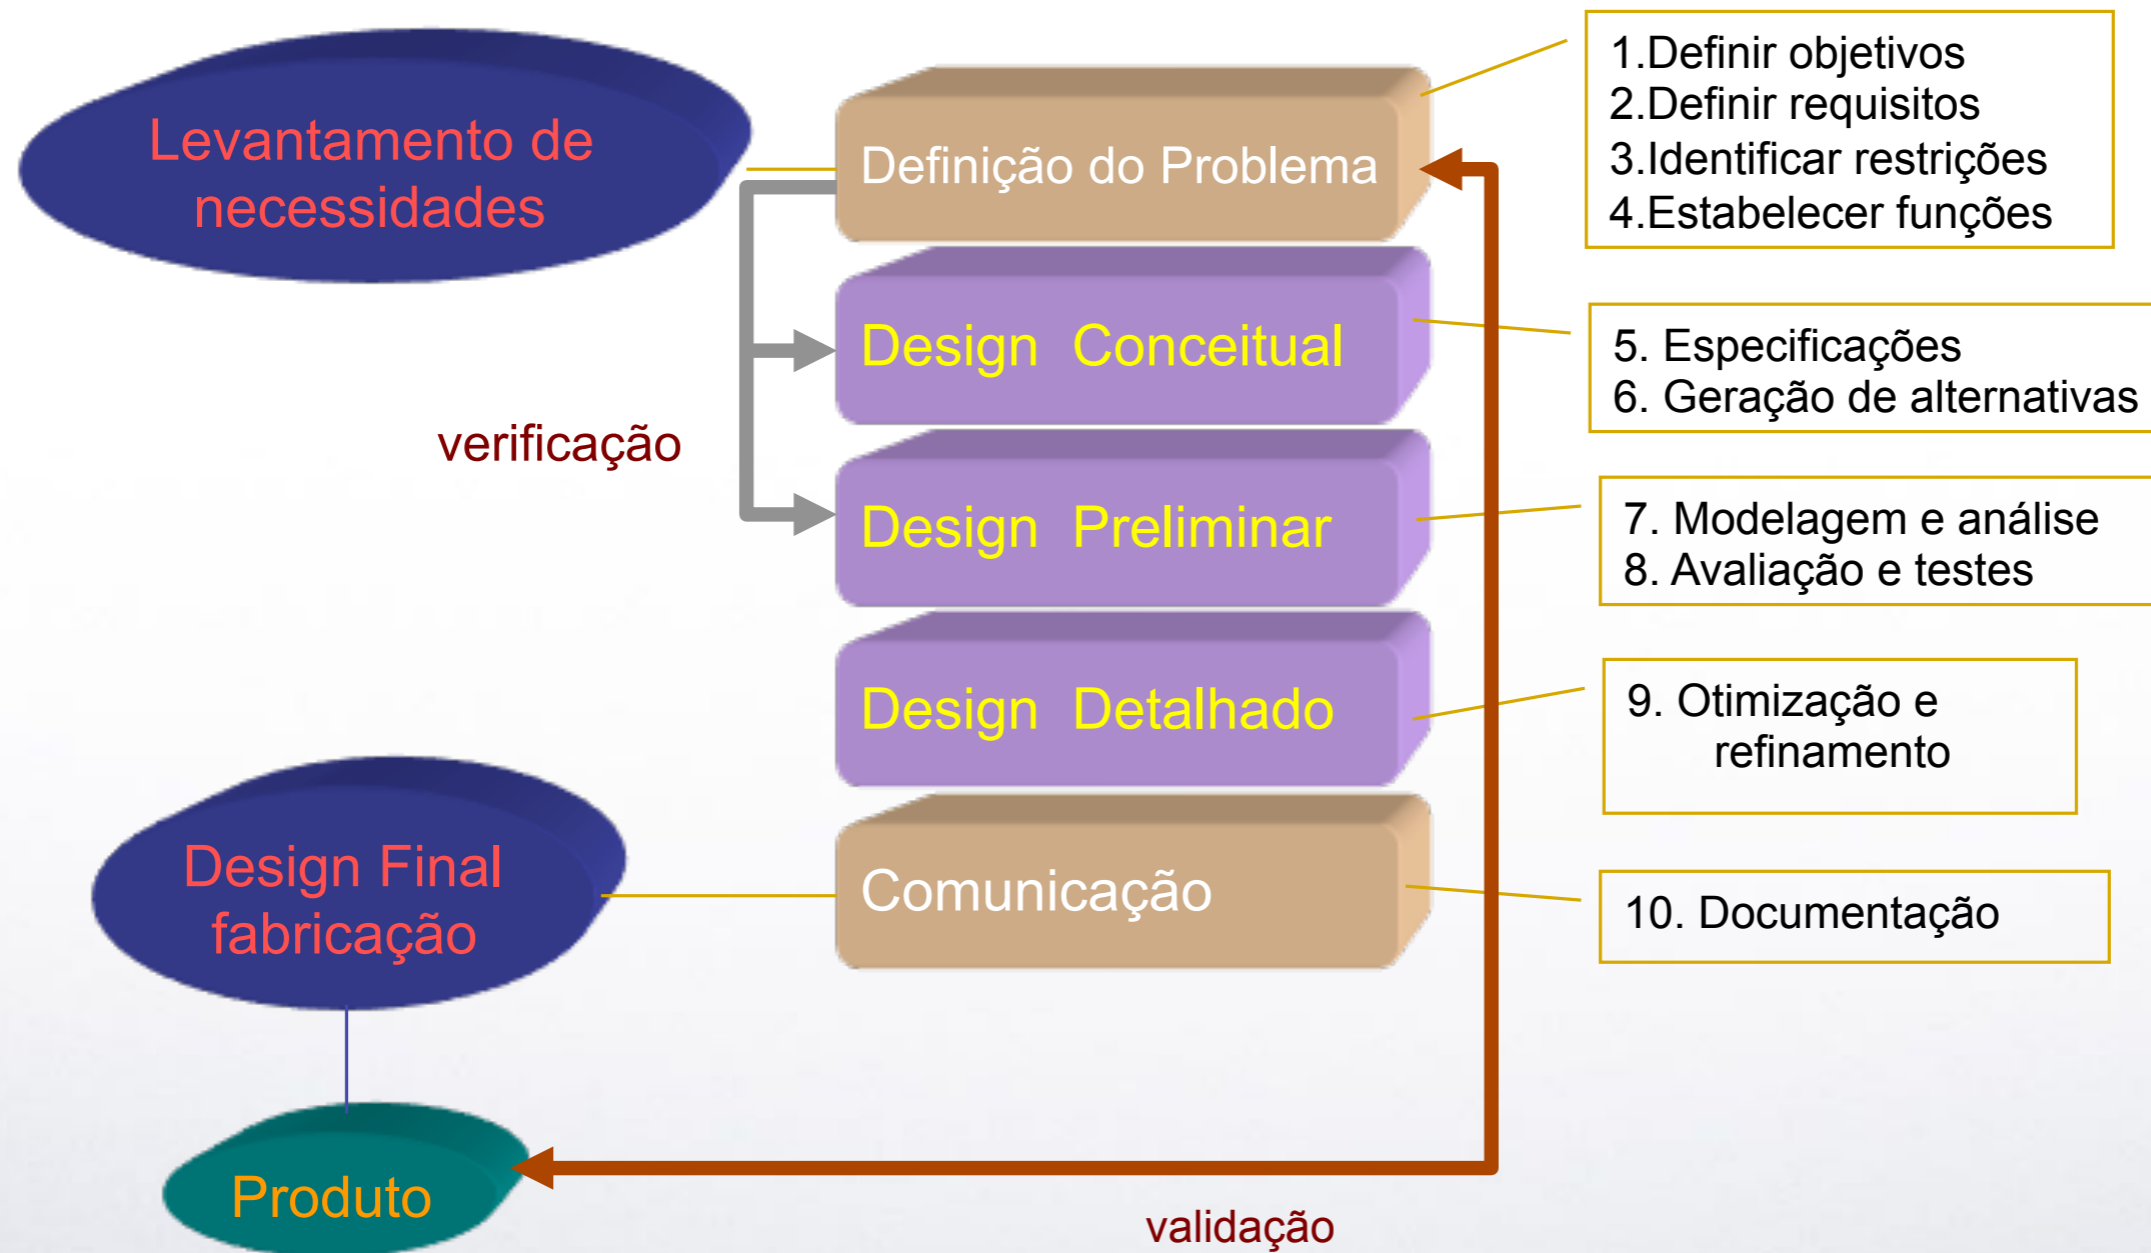 Levantamento de
necessidades
Definição do Problema
1.Definir objetivos
2.Definir requisitos
3.Identificar restrições
4.Estabelecer funções
Design Conceitual
5. Especificações
6. Geração de alternativas
verificação
Design Preliminar
7. Modelagem e análise
8. Avaliação e testes
Design Detalhado
9. Otimização e
refinamento
Design Final
fabricação
Comunicação
10. Documentação
Produto
validação